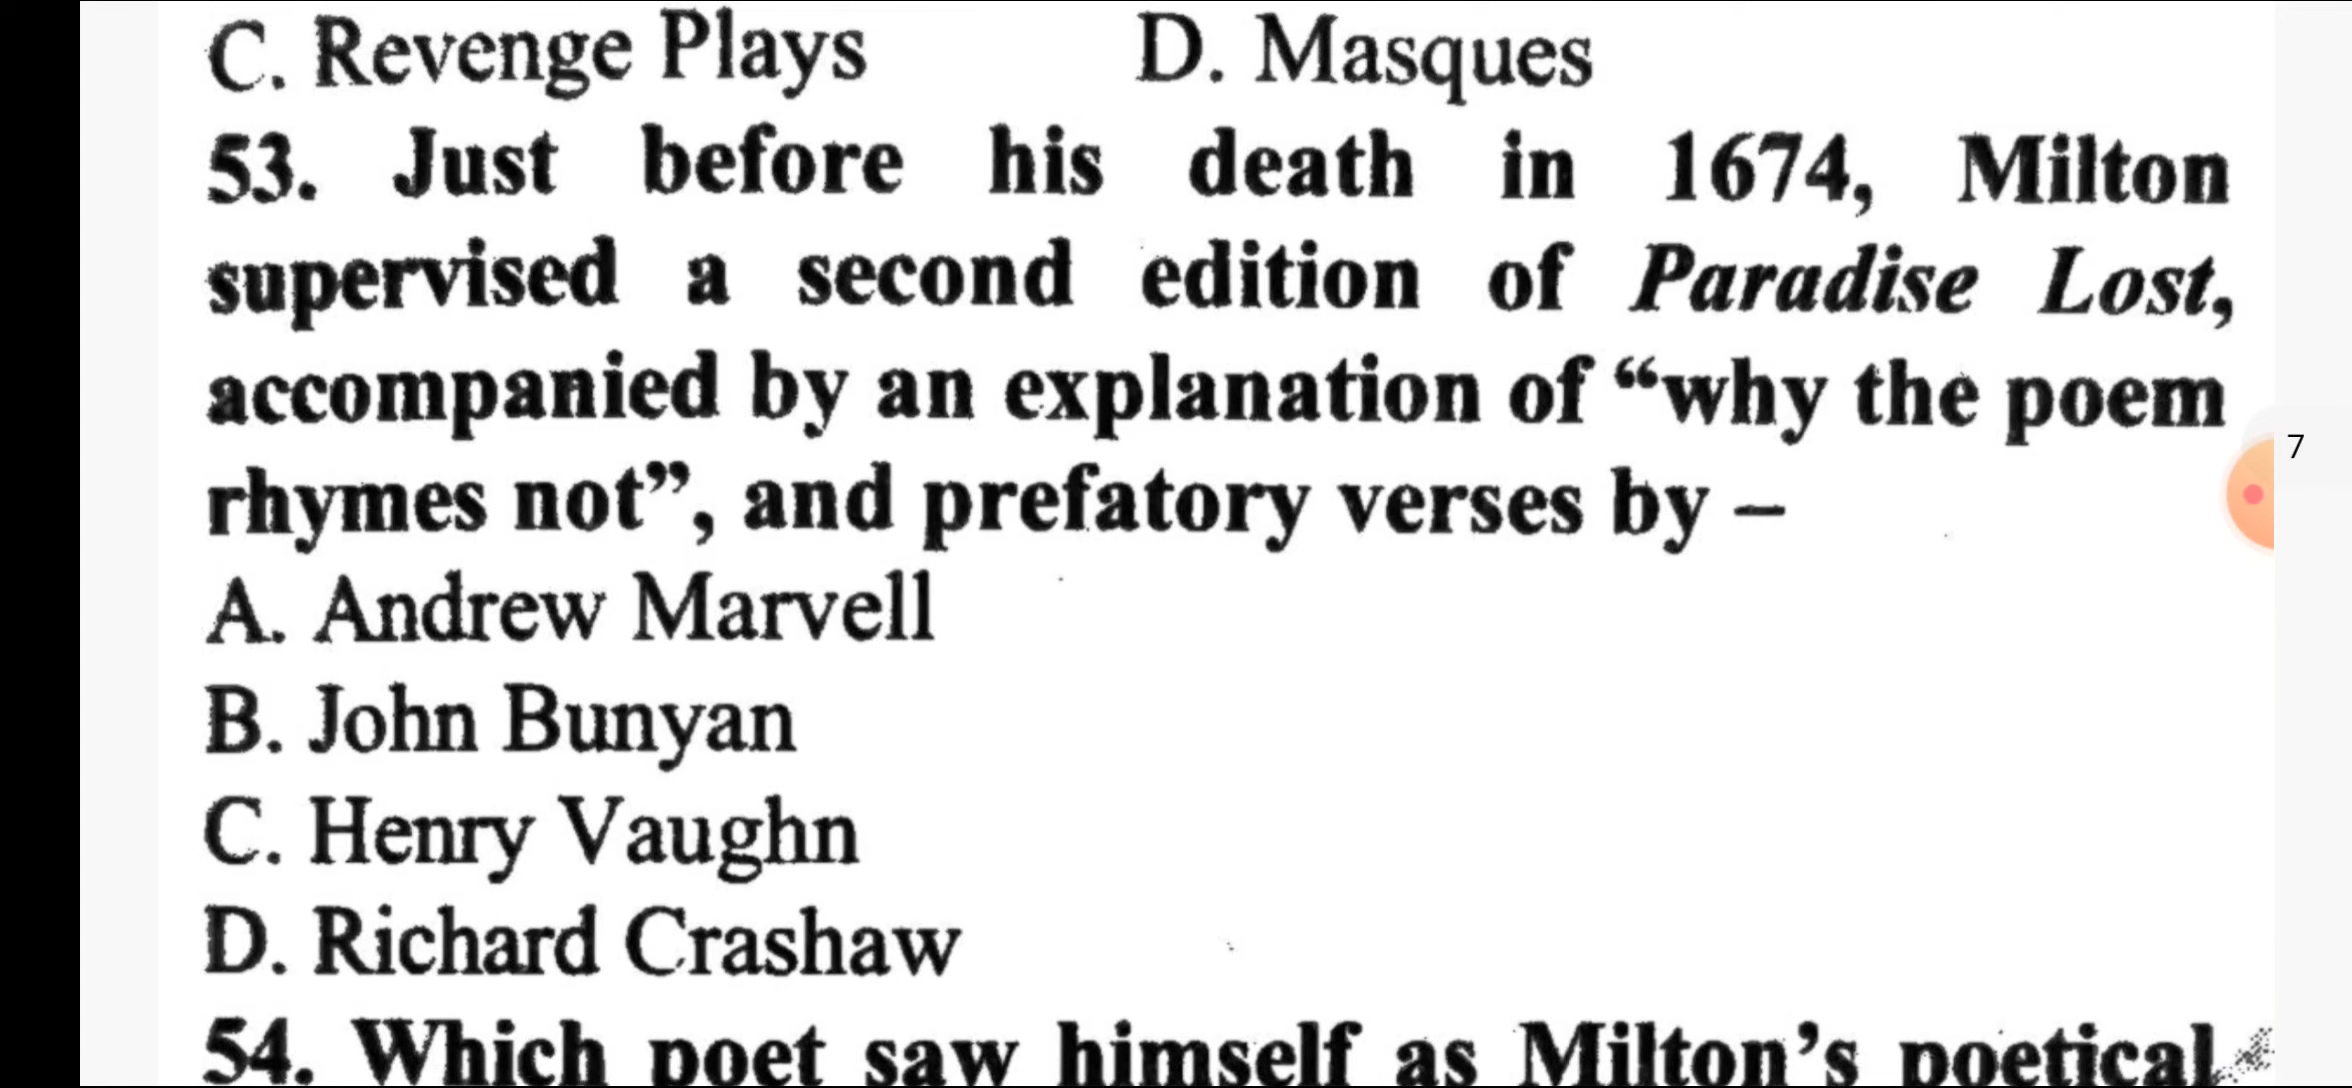 C. Revenge Plays D. Masques
53. Just before his death in 1674, Milton
supervised a second edition of Paradise Lost,
accompanied by an explanation of “why the poem
rhymes not”, and prefatory verses by –
7
A. Andrew Marvell
B. John Bunyan
C. Henry Vaughn
D. Richard Crashaw
54. Which poet saw himself as Milton’s poetical